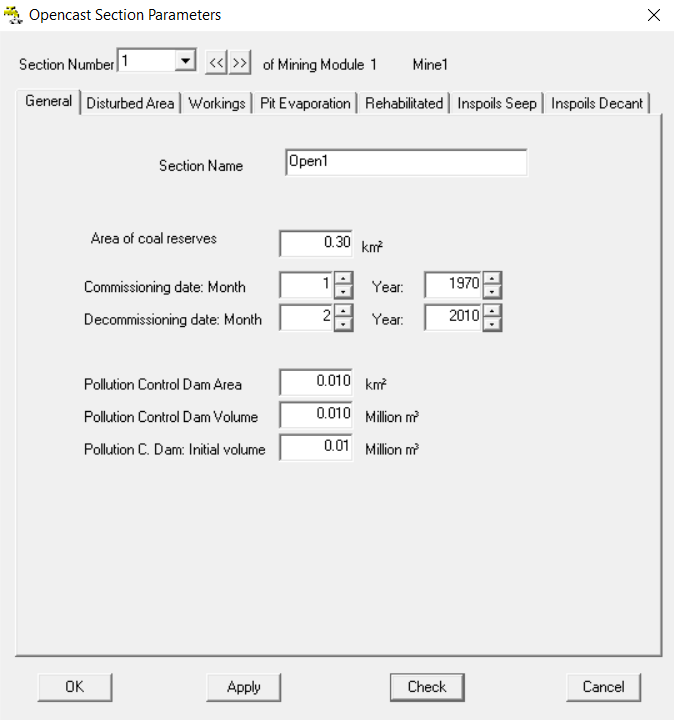 Opencast Section Parameters
Section Number 1 << >> of Mining Module 1 Mine1
General Disturbed Area Workings Pit Evaporation Rehabilitated Inspoils Seep Inspoils Decant
Section Name Open1
Area of coal reserves 0.30 km²
Commissioning date: Month 1 Year: 1970
Decommissioning date: Month 2 Year: 2010
Pollution Control Dam Area 0.010 km²
Pollution Control Dam Volume 0.010 Million m³
Pollution C. Dam: Initial volume 0.01 Million m³
OK Apply Check Cancel